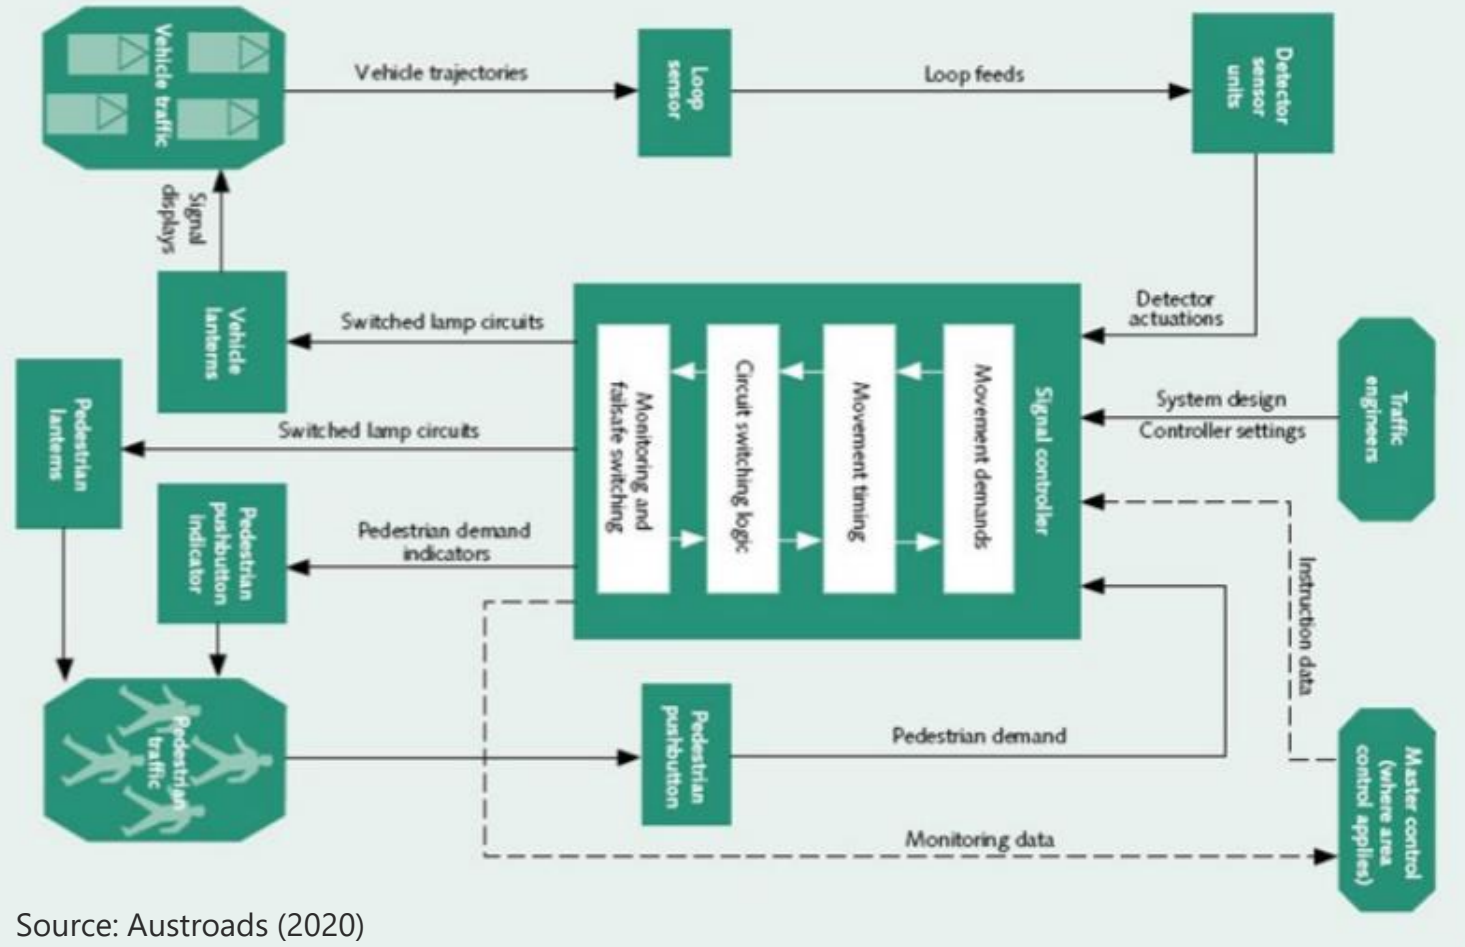 Vehicle traffic
Vehicle trajectories
Loop
sensor
Loop feeds
Detector
sensor
units
Signal
displays
Vehicle
lanterns
Switched lamp circuits
Detector
actuations
Traffic
engineers
System design
Controller settings
Signal controller
Movement demands
Movement timing
Circuit switching logic
Monitoring and
failsafe switching
Pedestrian
lanterns
Switched lamp circuits
Pedestrian
pushbutton
indicator
Pedestrian demand
indicators
Instruction data
Pedestrian
traffic
Pedestrian
pushbutton
Pedestrian demand
Master control
(where area
control applies)
Monitoring data
Source: Austroads (2020)